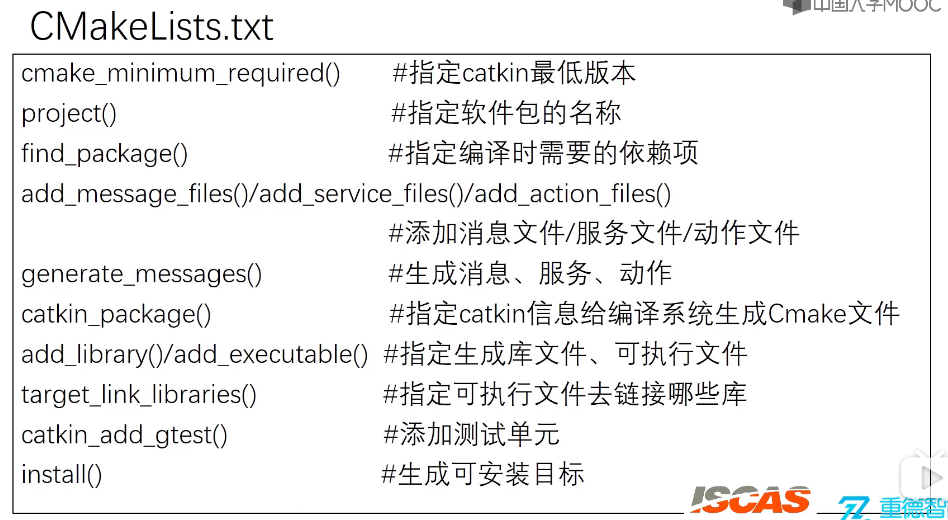 中国大学MOOC
CMakeLists.txt
cmake_minimum_required() #指定catkin最低版本
project() #指定软件包的名称
find_package() #指定编译时需要的依赖项
add_message_files()/add_service_files()/add_action_files()
#添加消息文件/服务文件/动作文件
generate_messages() #生成消息、服务、动作
catkin_package() #指定catkin信息给编译系统生成Cmake文件
add_library()/add_executable() #指定生成库文件、可执行文件
target_link_libraries() #指定可执行文件去链接哪些库
catkin_add_gtest() #添加测试单元
install() #生成可安装目标
ISCAS
重德智